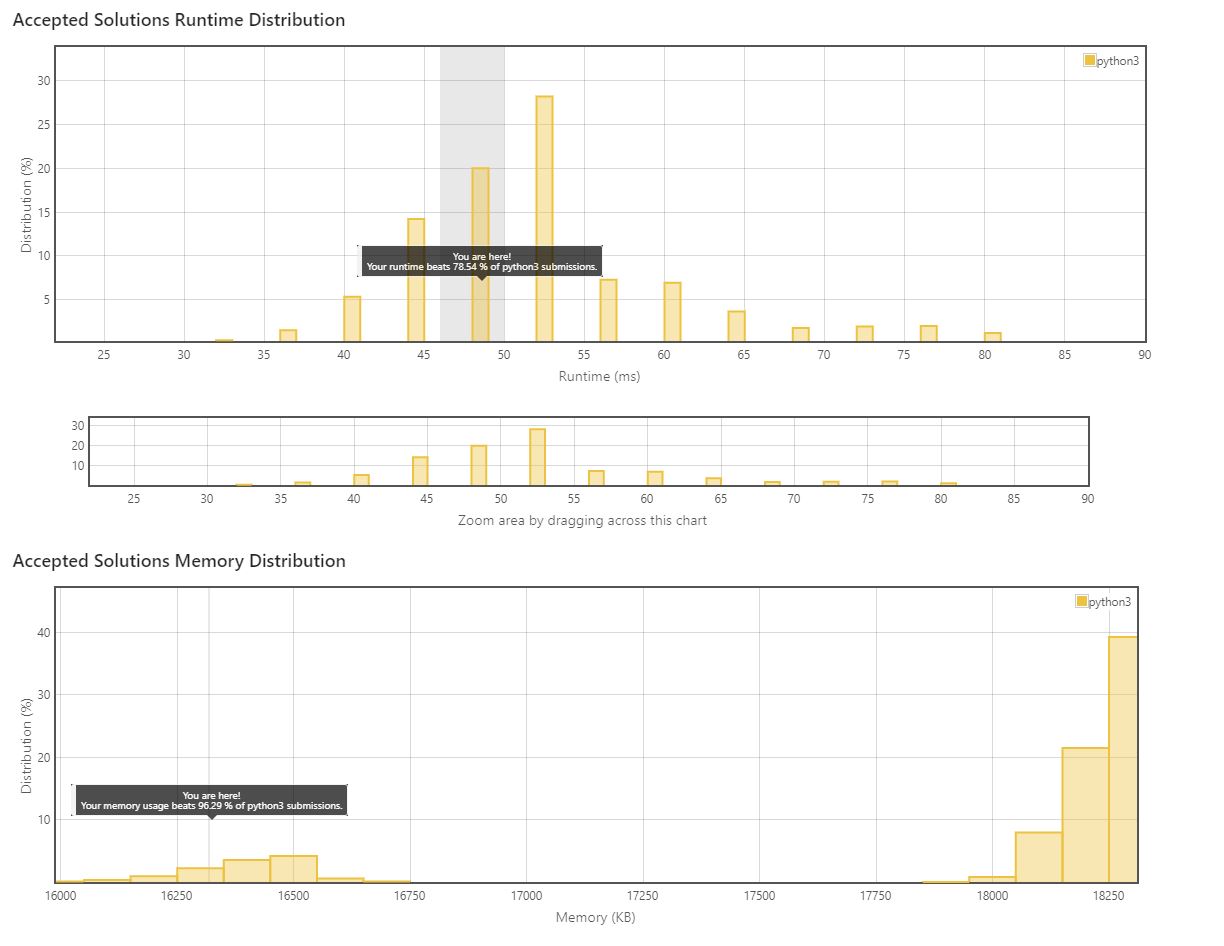 Accepted Solutions Runtime Distribution
python3
30
25
20
15
10
5
Distribution (%)
You are here!
Your runtime beats 78.54 % of python3 submissions.
25 30 35 40 45 50 55 60 65 70 75 80 85 90
Runtime (ms)
30
20
10
25 30 35 40 45 50 55 60 65 70 75 80 85 90
Zoom area by dragging across this chart
Accepted Solutions Memory Distribution
python3
40
30
20
10
Distribution (%)
You are here!
Your memory usage beats 96.29 % of python3 submissions.
16000 16250 16500 16750 17000 17250 17500 17750 18000 18250
Memory (KB)